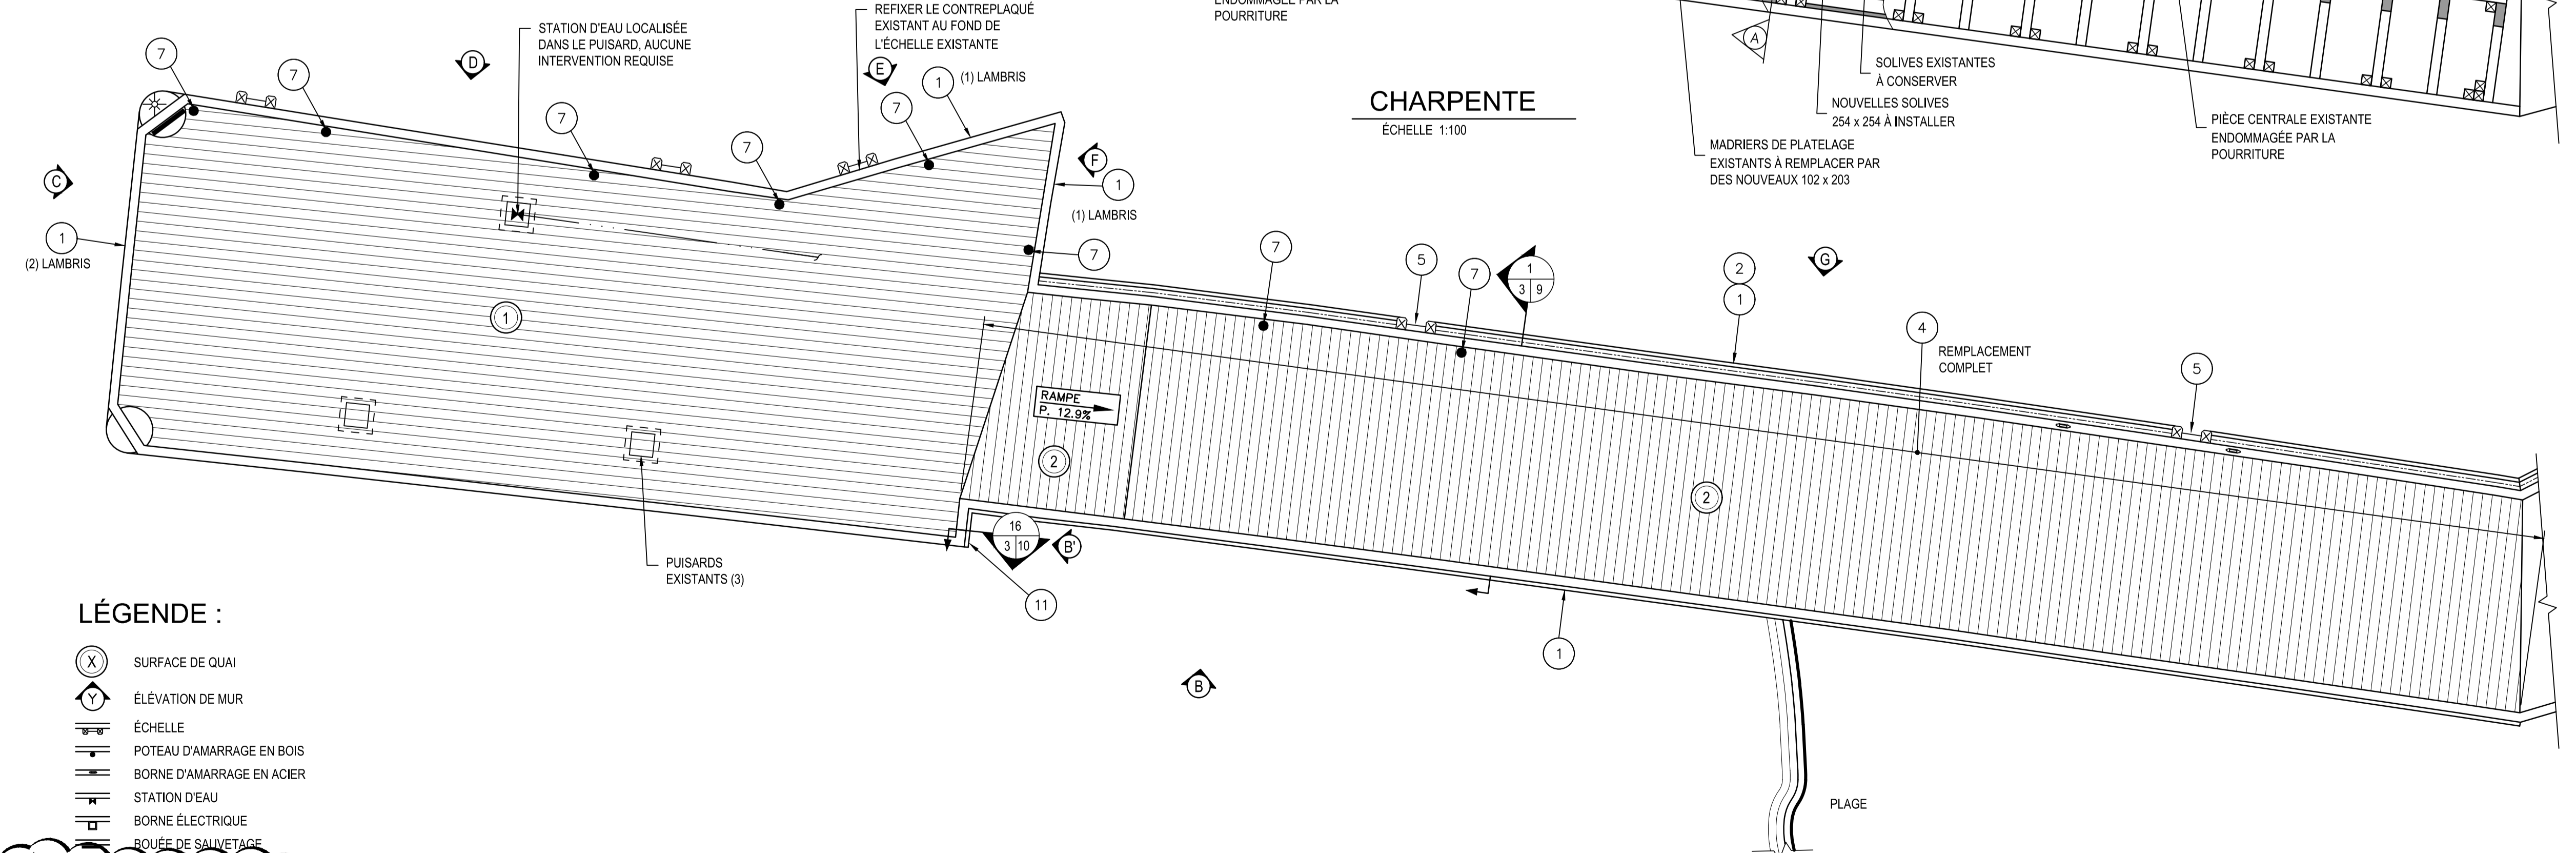 STATION D'EAU LOCALISÉE
DANS LE PUISARD, AUCUNE
INTERVENTION REQUISE
REFIXER LE CONTREPLAQUÉ
EXISTANT AU FOND DE
L'ÉCHELLE EXISTANTE
ENDOMMAGÉE PAR LA
POURRITURE
CHARPENTE
ÉCHELLE 1:100
A
SOLIVES EXISTANTES
À CONSERVER
NOUVELLES SOLIVES
254 x 254 À INSTALLER
MADRIERS DE PLATELAGE
EXISTANTS À REMPLACER PAR
DES NOUVEAUX 102 x 203
PIÈCE CENTRALE EXISTANTE
ENDOMMAGÉE PAR LA
POURRITURE
7
7
D
7
7
E
7
1
(1) LAMBRIS
F
1
(1) LAMBRIS
C
1
(2) LAMBRIS
7
7
5
7
1
3 9
2
1
G
4
REMPLACEMENT
COMPLET
5
1
RAMPE
P. 12.9%
2
2
16
3 10
B'
11
PUISARDS
EXISTANTS (3)
1
B
PLAGE
LÉGENDE :
X SURFACE DE QUAI
Y ÉLÉVATION DE MUR
ÉCHELLE
POTEAU D'AMARRAGE EN BOIS
BORNE D'AMARRAGE EN ACIER
STATION D'EAU
BORNE ÉLECTRIQUE
BOUÉE DE SAUVETAGE